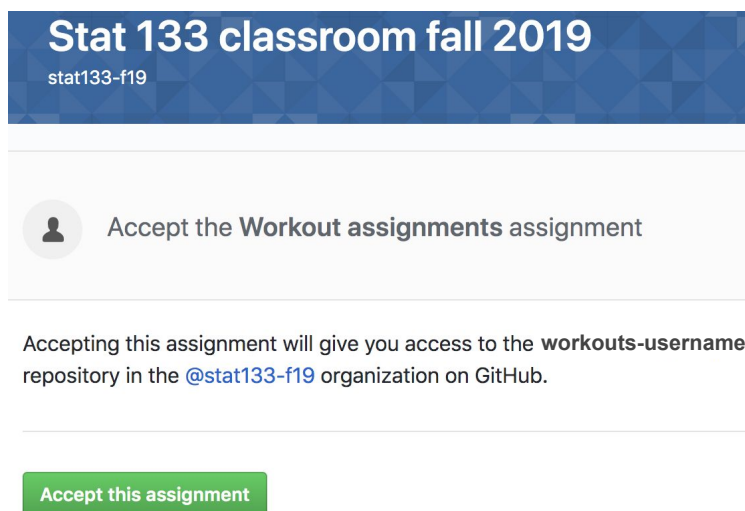 Stat 133 classroom fall 2019
stat133-f19
Accept the Workout assignments assignment
Accepting this assignment will give you access to the workouts-username
repository in the @stat133-f19 organization on GitHub.
Accept this assignment